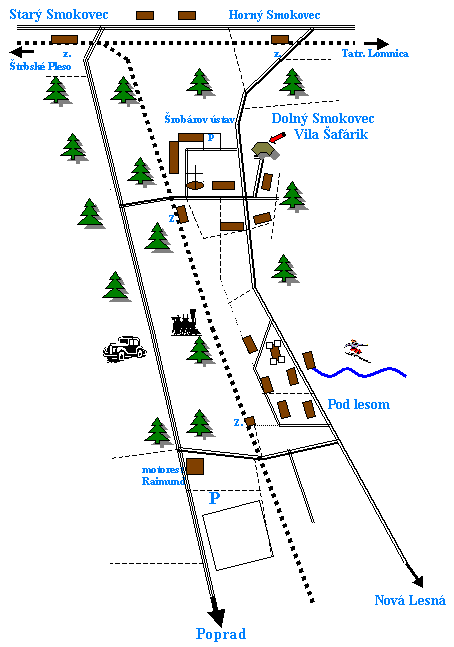 Starý Smokovec
Horný Smokovec
z.
z.
Štrbské Pleso
Tatr. Lomnica
Šrobárov ústav
P
Dolný Smokovec
Vila Šafárik
z.
Pod lesom
z.
motorest
Raimund
P
Nová Lesná
Poprad